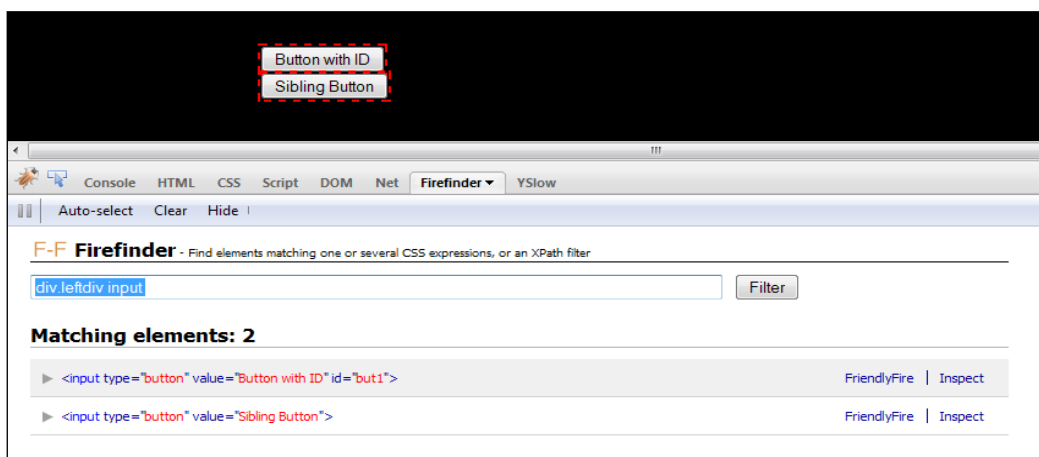 Button with ID
Sibling Button
Console HTML CSS Script DOM Net Firefinder YSlow
Auto-select Clear Hide
F-F Firefinder - Find elements matching one or several CSS expressions, or an XPath filter
div.leftdiv input Filter
Matching elements: 2
<input type="button" value="Button with ID" id="but1"> FriendlyFire | Inspect
<input type="button" value="Sibling Button"> FriendlyFire | Inspect